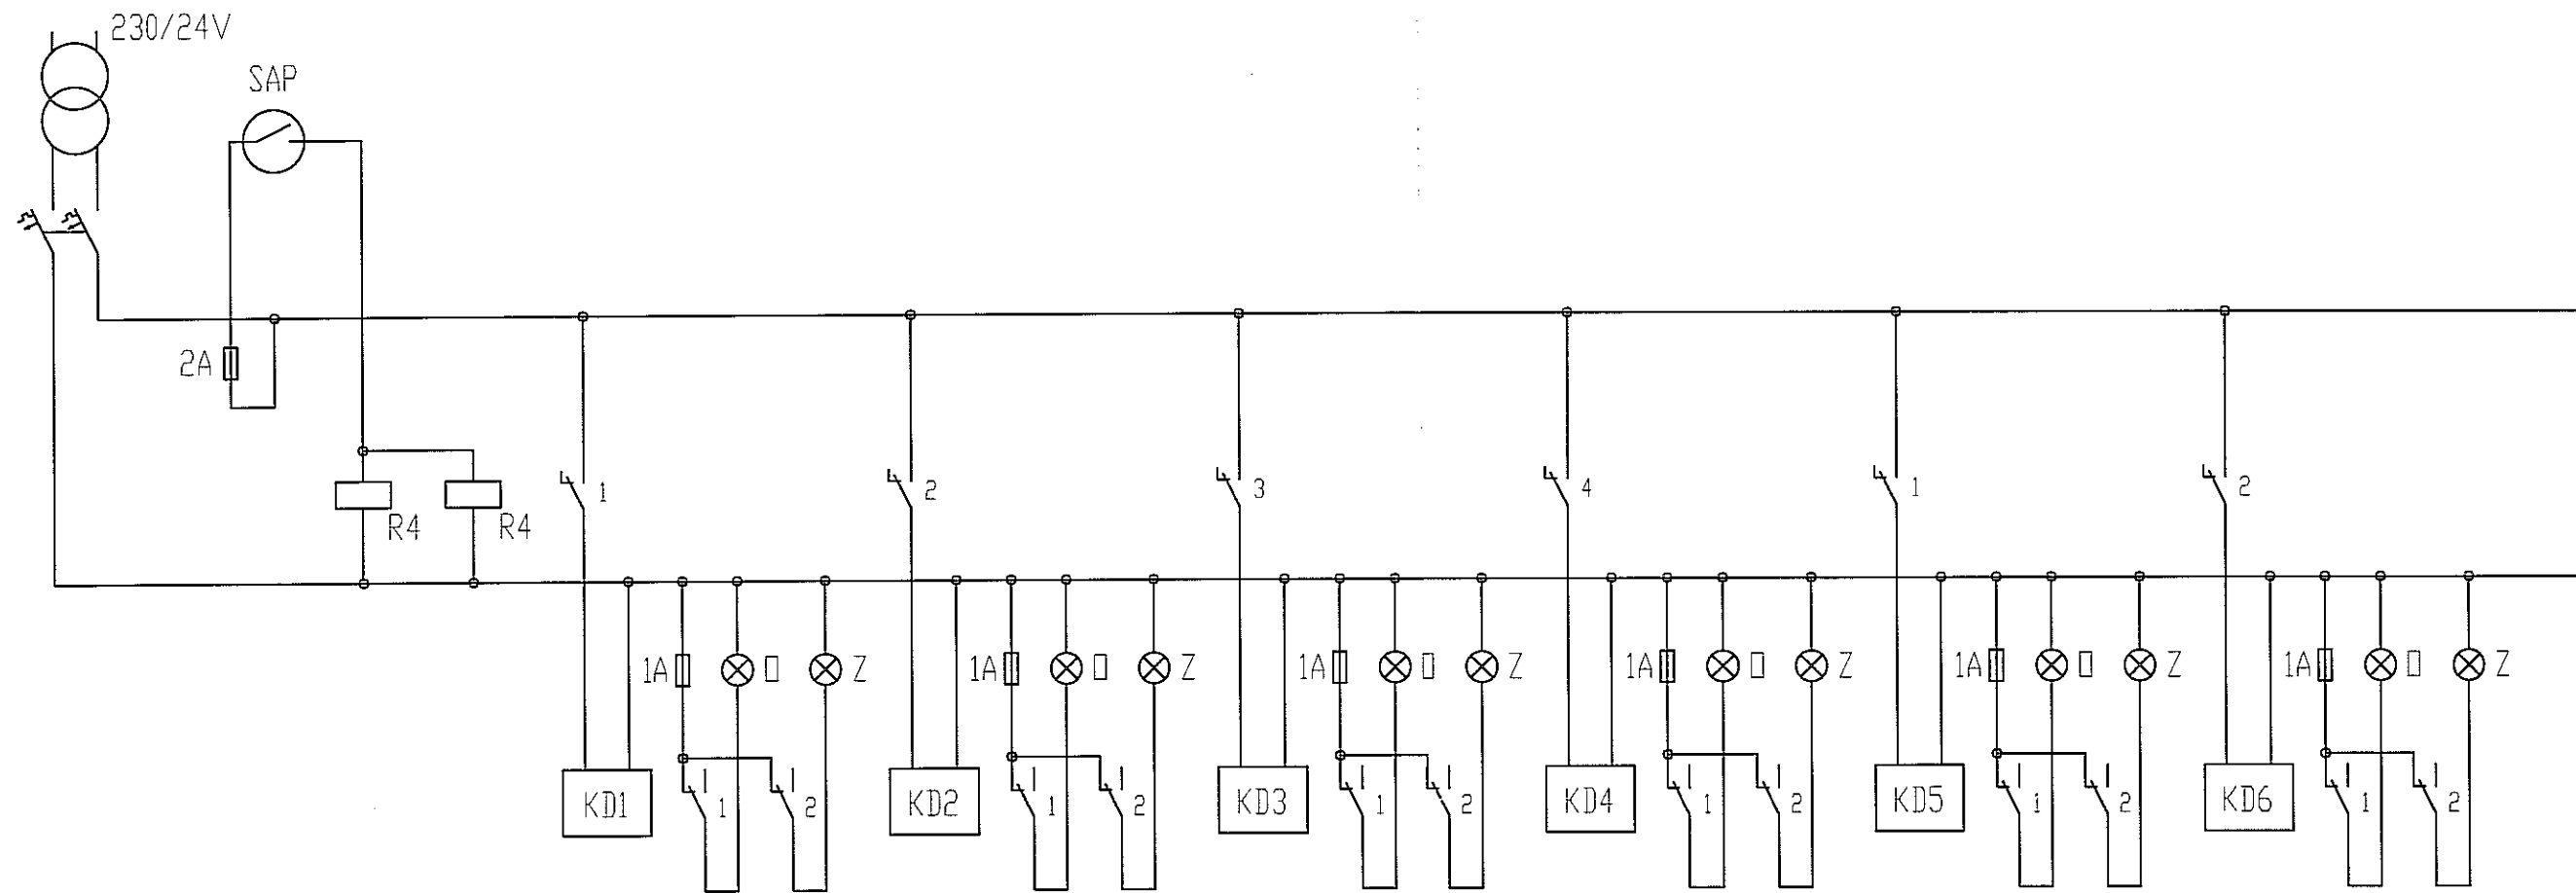 230/24V
SAP
2A
R4 R4 1 2 3 4 1 2
1A O Z 1A O Z 1A O Z 1A O Z 1A O Z 1A O Z
KD1 1 2 KD2 1 2 KD3 1 2 KD4 1 2 KD5 1 2 KD6 1 2